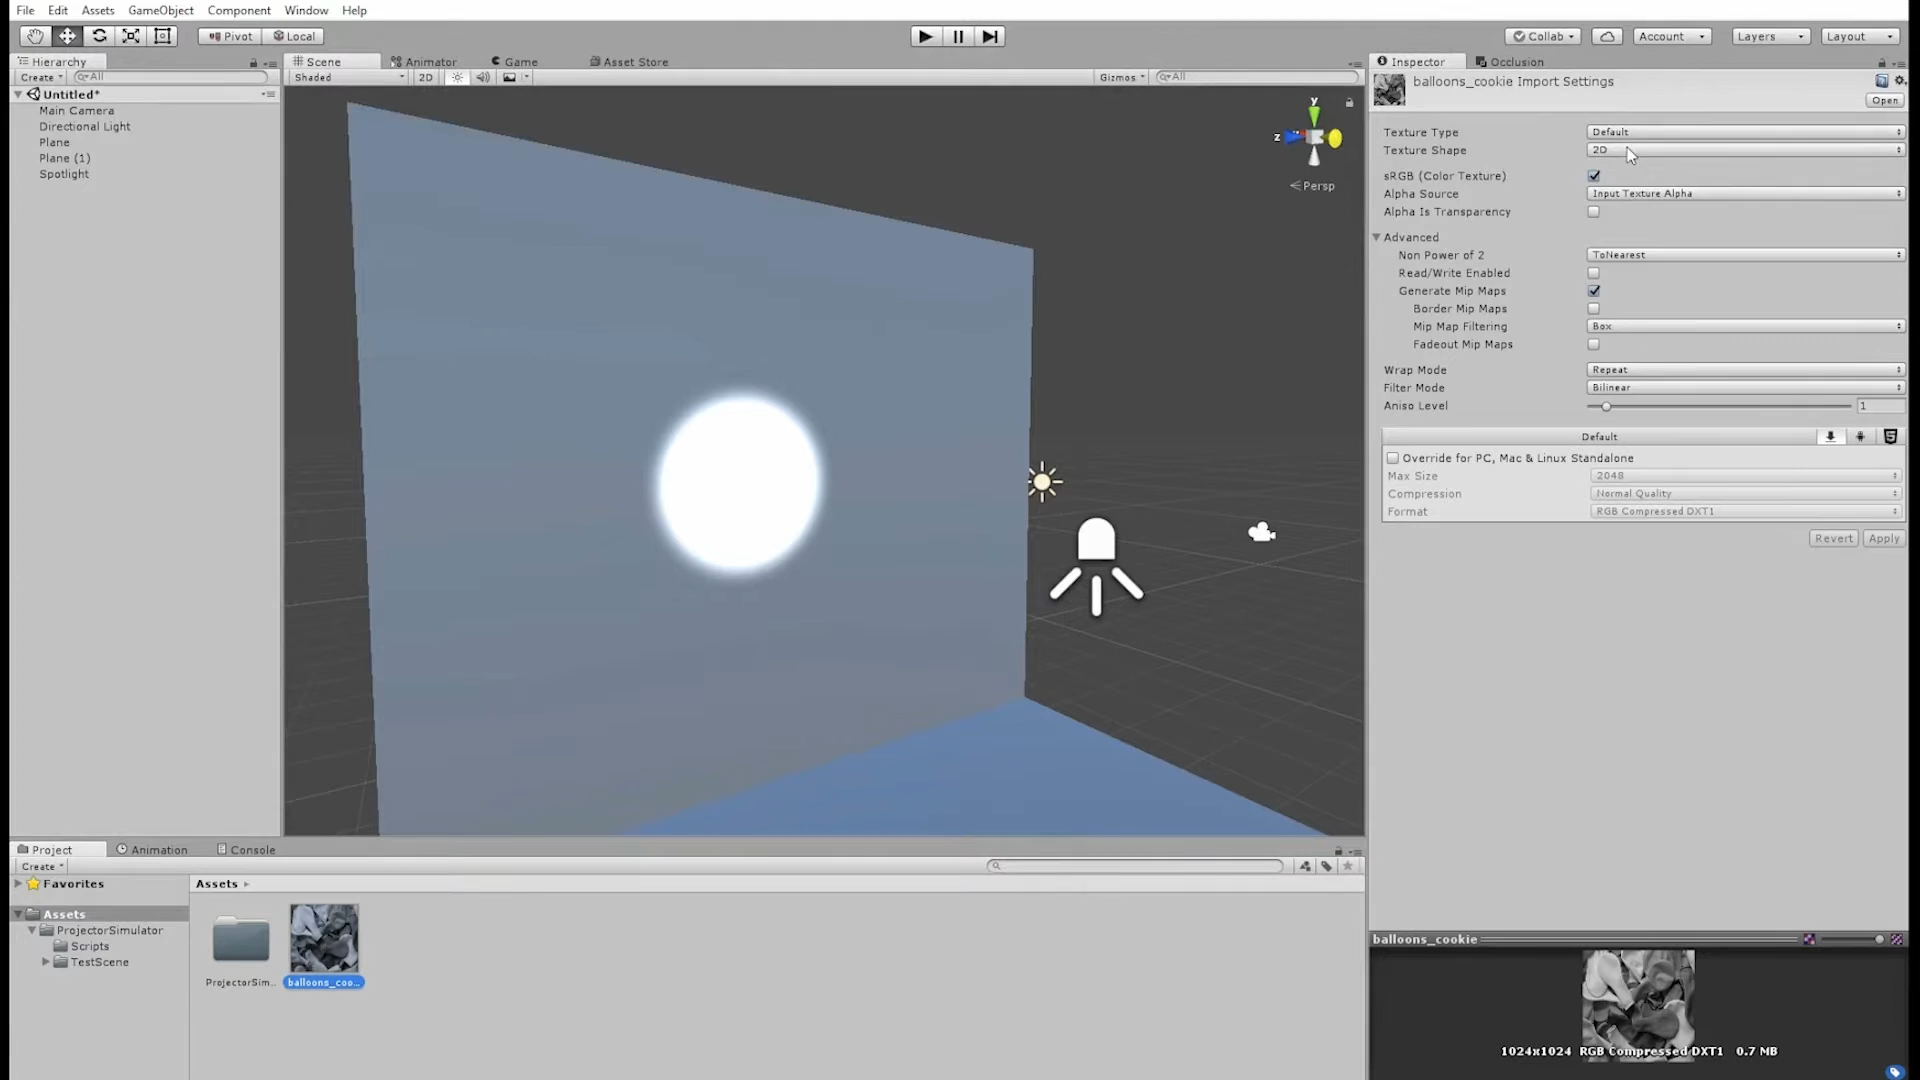 File Edit Assets GameObject Component Window Help
Pivot Local Collab Account Layers Layout
Hierarchy
Create All
Untitled*
Main Camera
Directional Light
Plane
Plane (1)
Spotlight
Scene Animator Game Asset Store
Shaded 2D Gizmos All
y
z
Persp
Inspector Occlusion
balloons_cookie Import Settings
Open
Texture Type Default
Texture Shape 2D
sRGB (Color Texture)
Alpha Source Input Texture Alpha
Alpha Is Transparency
Advanced
Non Power of 2 ToNearest
Read/Write Enabled
Generate Mip Maps
Border Mip Maps
Mip Map Filtering Box
Fadeout Mip Maps
Wrap Mode Repeat
Filter Mode Bilinear
Aniso Level 1
Default
Override for PC, Mac & Linux Standalone
Max Size 2048
Compression Normal Quality
Format RGB Compressed DXT1
Revert Apply
Project Animation Console
Create
Favorites
Assets
ProjectorSimulator
Scripts
TestScene
Assets
ProjectorSim...
balloons_coo...
balloons_cookie
1024x1024 RGB Compressed DXT1 0.7 MB